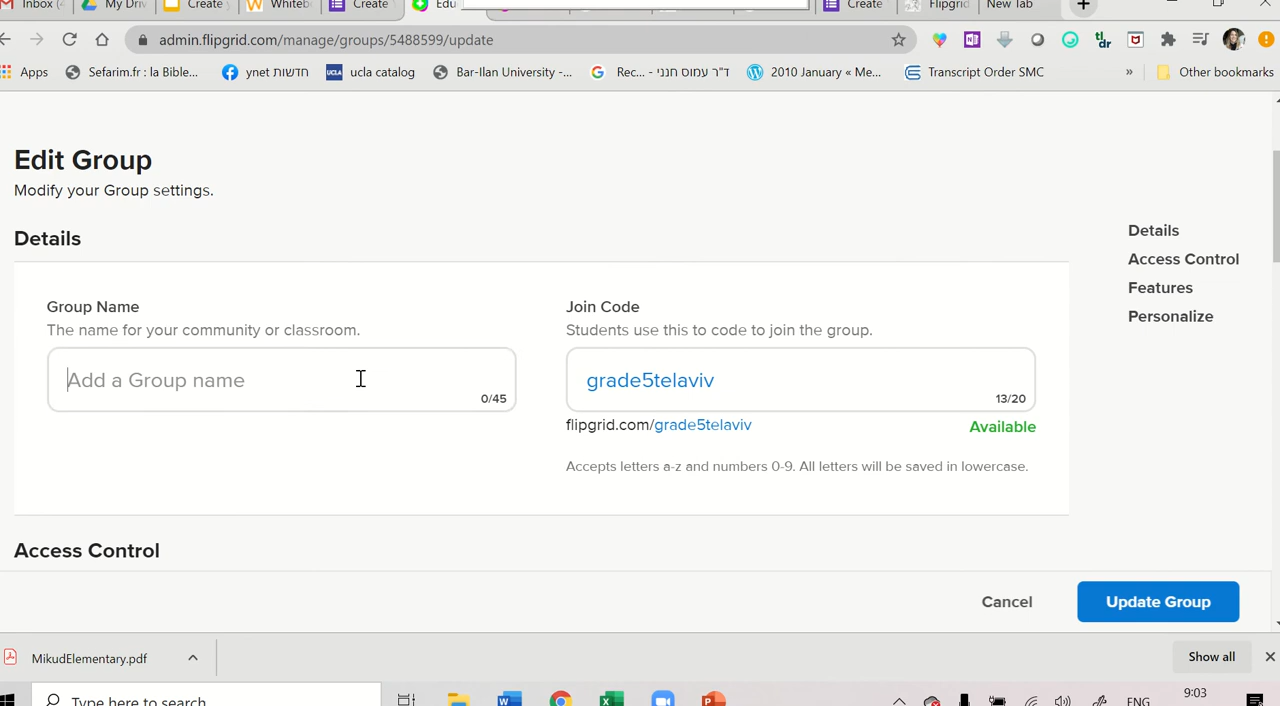 Inbox (
My Driv
Create
Whiteb
Create
Edu
Create
Flipgrid
New Tab
admin.flipgrid.com/manage/groups/5488599/update
tl;dr
Apps
Sefarim.fr : la Bible...
ynet חדשות
UCLA
ucla catalog
Bar-Ilan University -...
Rec... - ד"ר עמוס חגני
2010 January « Me...
Transcript Order SMC
»
Other bookmarks
Edit Group
Modify your Group settings.
Details
Group Name
The name for your community or classroom.
Add a Group name
0/45
Join Code
Students use this to code to join the group.
grade5telaviv
13/20
flipgrid.com/grade5telaviv
Available
Accepts letters a-z and numbers 0-9. All letters will be saved in lowercase.
Details
Access Control
Features
Personalize
Access Control
Cancel
Update Group
MikudElementary.pdf
Show all
Type here to search
ENG
9:03